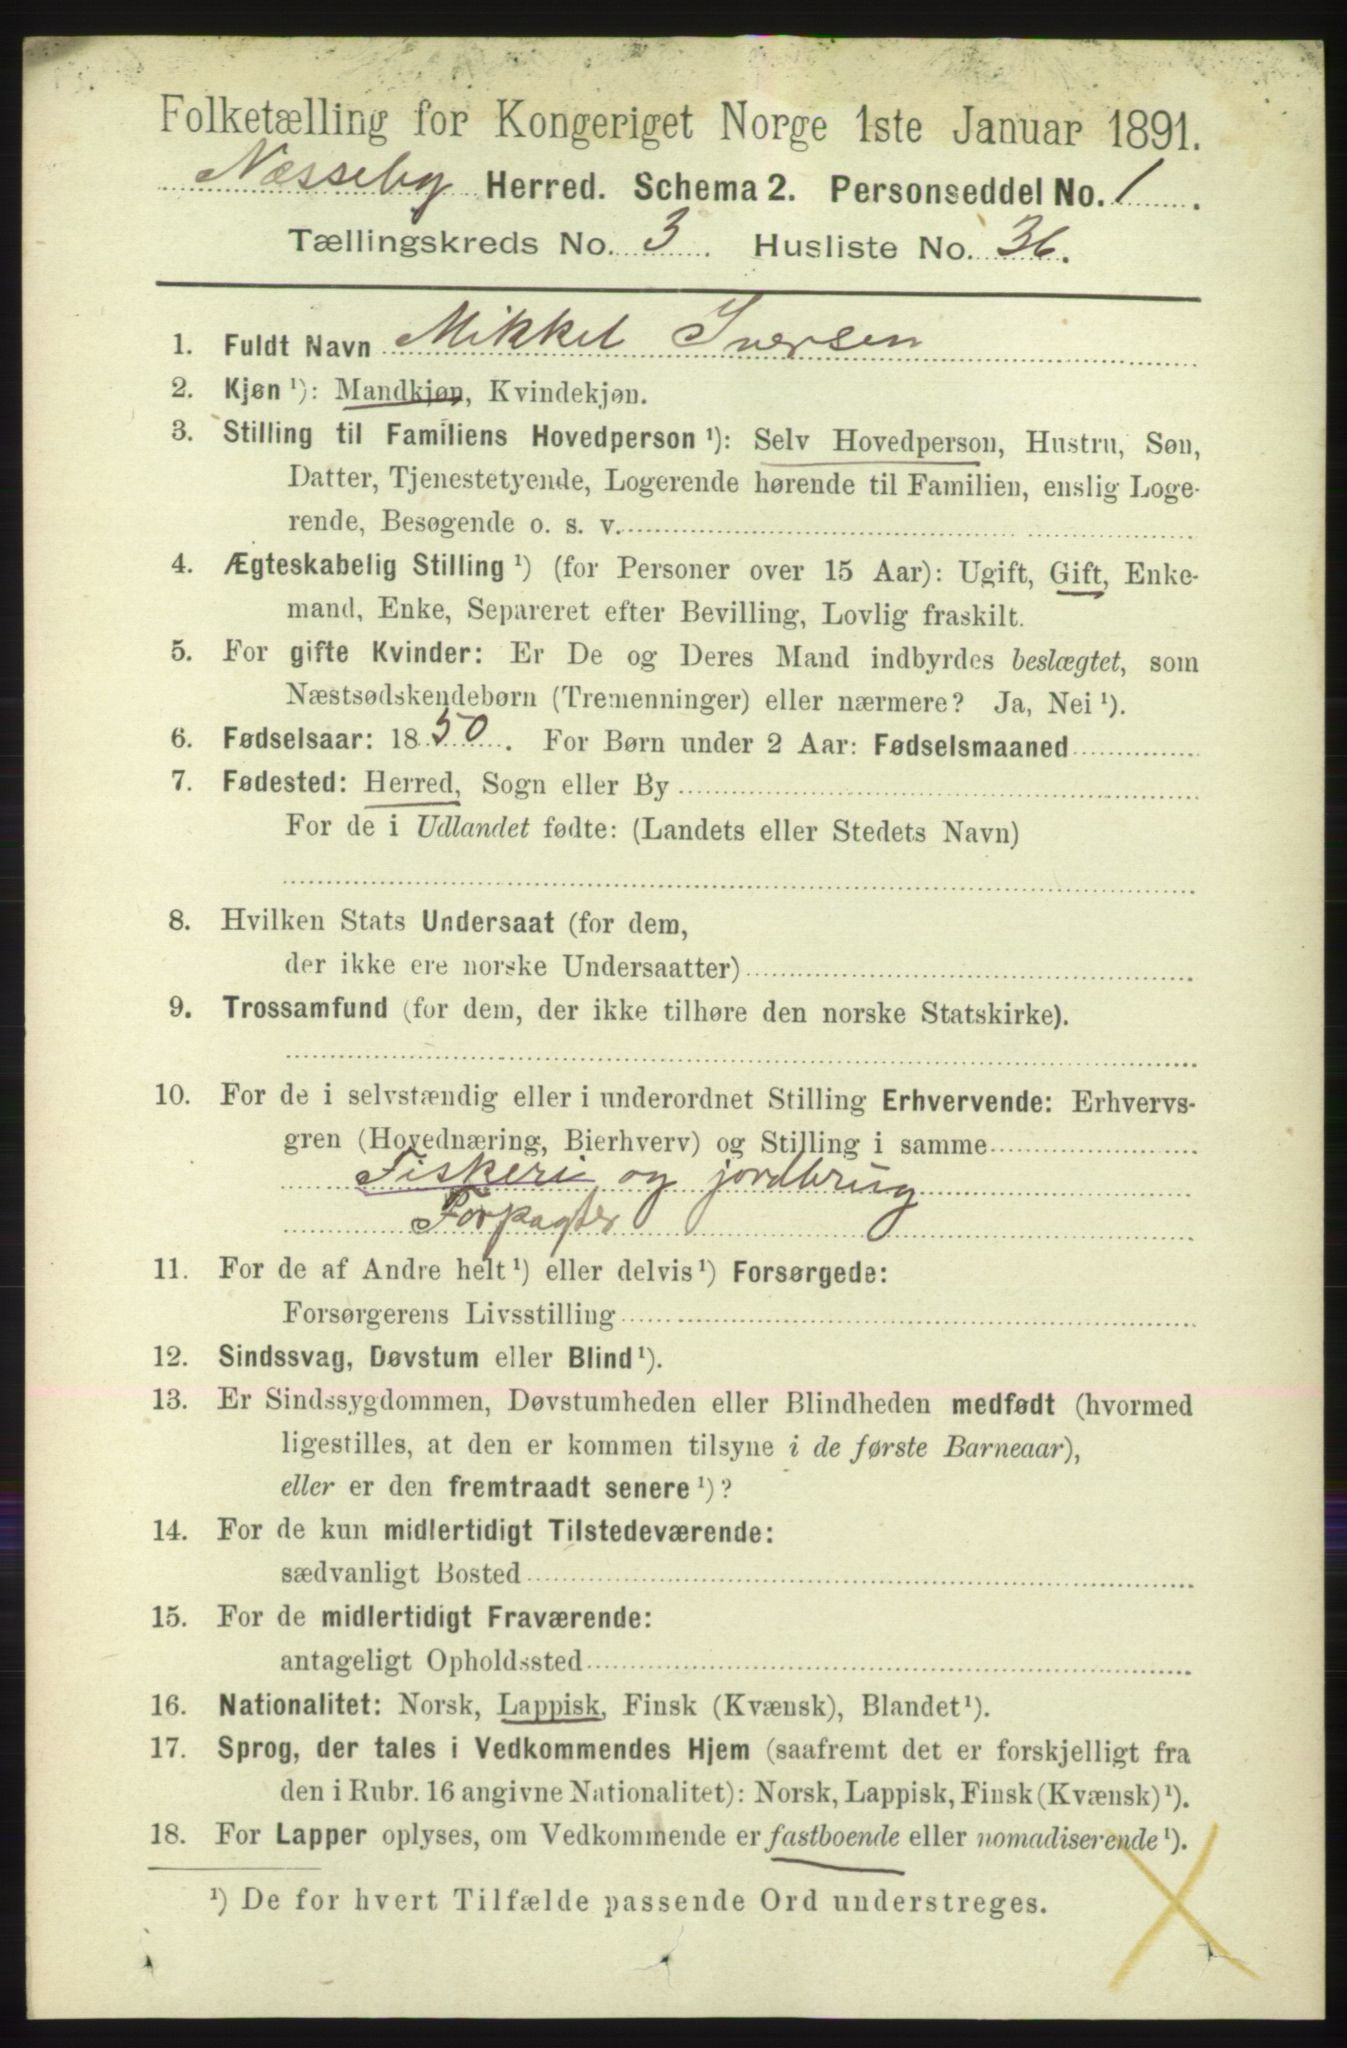 Folketælling for Kongeriget Norge 1ste Januar 1891.
Næsseby Herred. Schema 2. Personseddel No. 1.
Tællingskreds No. 3. Husliste No. 36.
1. Fuldt Navn Mikkel Iversen
2. Kjøn ¹): Mandkjøn, Kvindekjøn.
3. Stilling til Familiens Hovedperson ¹): Selv Hovedperson, Hustru, Søn,
Datter, Tjenestetyende, Logerende hørende til Familien, enslig Loge-
rende, Besøgende o. s. v.
4. Ægteskabelig Stilling ¹) (for Personer over 15 Aar): Ugift, Gift, Enke-
mand, Enke, Separeret efter Bevilling, Lovlig fraskilt.
5. For gifte Kvinder: Er De og Deres Mand indbyrdes beslægtet, som
Næstsødskendebørn (Tremenninger) eller nærmere? Ja, Nei ¹).
6. Fødselsaar: 1850. For Børn under 2 Aar: Fødselsmaaned
7. Fødested: Herred, Sogn eller By
For de i Udlandet fødte: (Landets eller Stedets Navn)
8. Hvilken Stats Undersaat (for dem,
der ikke ere norske Undersaatter)
9. Trossamfund (for dem, der ikke tilhøre den norske Statskirke).
10. For de i selvstændig eller i underordnet Stilling Erhvervende: Erhvervs-
gren (Hovednæring, Bierhverv) og Stilling i samme
Fiskeri og jordbrug
Forpagter
11. For de af Andre helt ¹) eller delvis ¹) Forsørgede:
Forsørgerens Livsstilling
12. Sindssvag, Døvstum eller Blind ¹).
13. Er Sindssygdommen, Døvstumheden eller Blindheden medfødt (hvormed
ligestilles, at den er kommen tilsyne i de første Barneaar),
eller er den fremtraadt senere ¹)?
14. For de kun midlertidigt Tilstedeværende:
sædvanligt Bosted
15. For de midlertidigt Fraværende:
antageligt Opholdssted
16. Nationalitet: Norsk, Lappisk, Finsk (Kvænsk), Blandet ¹).
17. Sprog, der tales i Vedkommendes Hjem (saafremt det er forskjelligt fra
den i Rubr. 16 angivne Nationalitet): Norsk, Lappisk, Finsk (Kvænsk) ¹).
18. For Lapper oplyses, om Vedkommende er fastboende eller nomadiserende ¹).
¹) De for hvert Tilfælde passende Ord understreges.